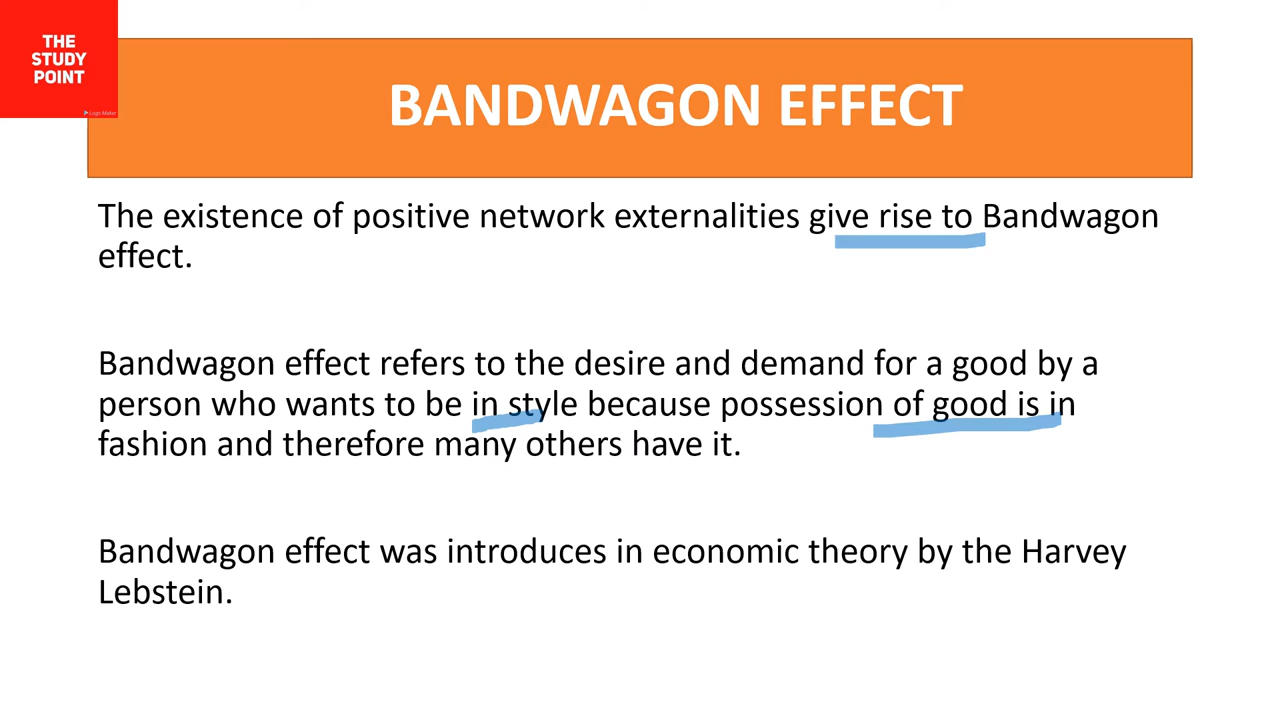 THE
STUDY
POINT
Logo Maker
BANDWAGON EFFECT
The existence of positive network externalities give rise to Bandwagon
effect.
Bandwagon effect refers to the desire and demand for a good by a
person who wants to be in style because possession of good is in
fashion and therefore many others have it.
Bandwagon effect was introduces in economic theory by the Harvey
Lebstein.